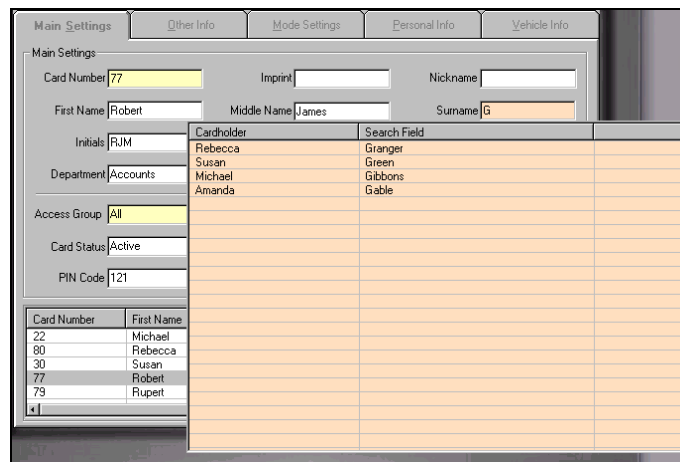 Main Settings Other Info Mode Settings Personal Info Vehicle Info
Main Settings
Card Number 77 Imprint Nickname
First Name Robert Middle Name James Surname G
Initials RJM
Department Accounts
Access Group All
Card Status Active
PIN Code 121
Cardholder Search Field
Rebecca Granger
Susan Green
Michael Gibbons
Amanda Gable
Card Number First Name
22 Michael
80 Rebecca
30 Susan
77 Robert
79 Rupert